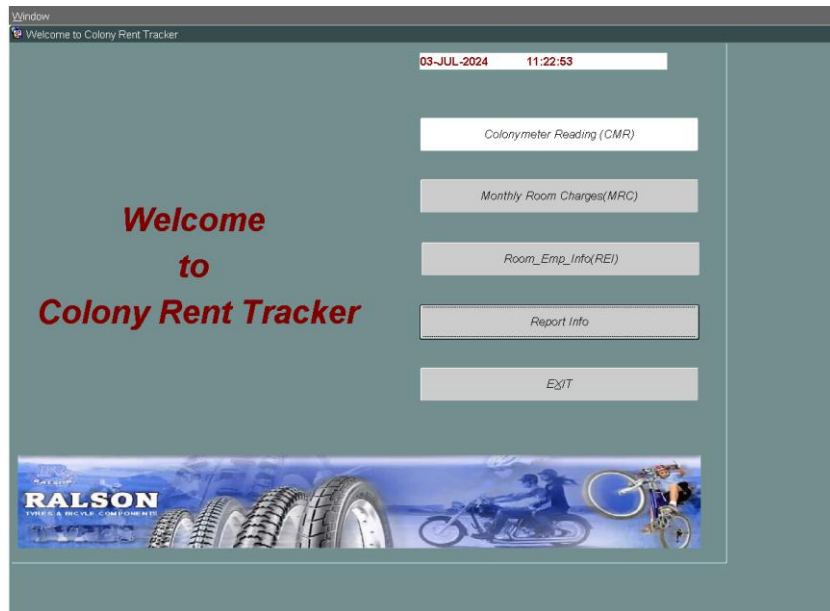 Window
Welcome to Colony Rent Tracker
03-JUL-2024 11:22:53
Colonymeter Reading (CMR)
Monthly Room Charges(MRC)
Room_Emp_Info(REI)
Report Info
EXIT
Welcome
to
Colony Rent Tracker
RALSON
TYRES & BICYLE COMPONENTS